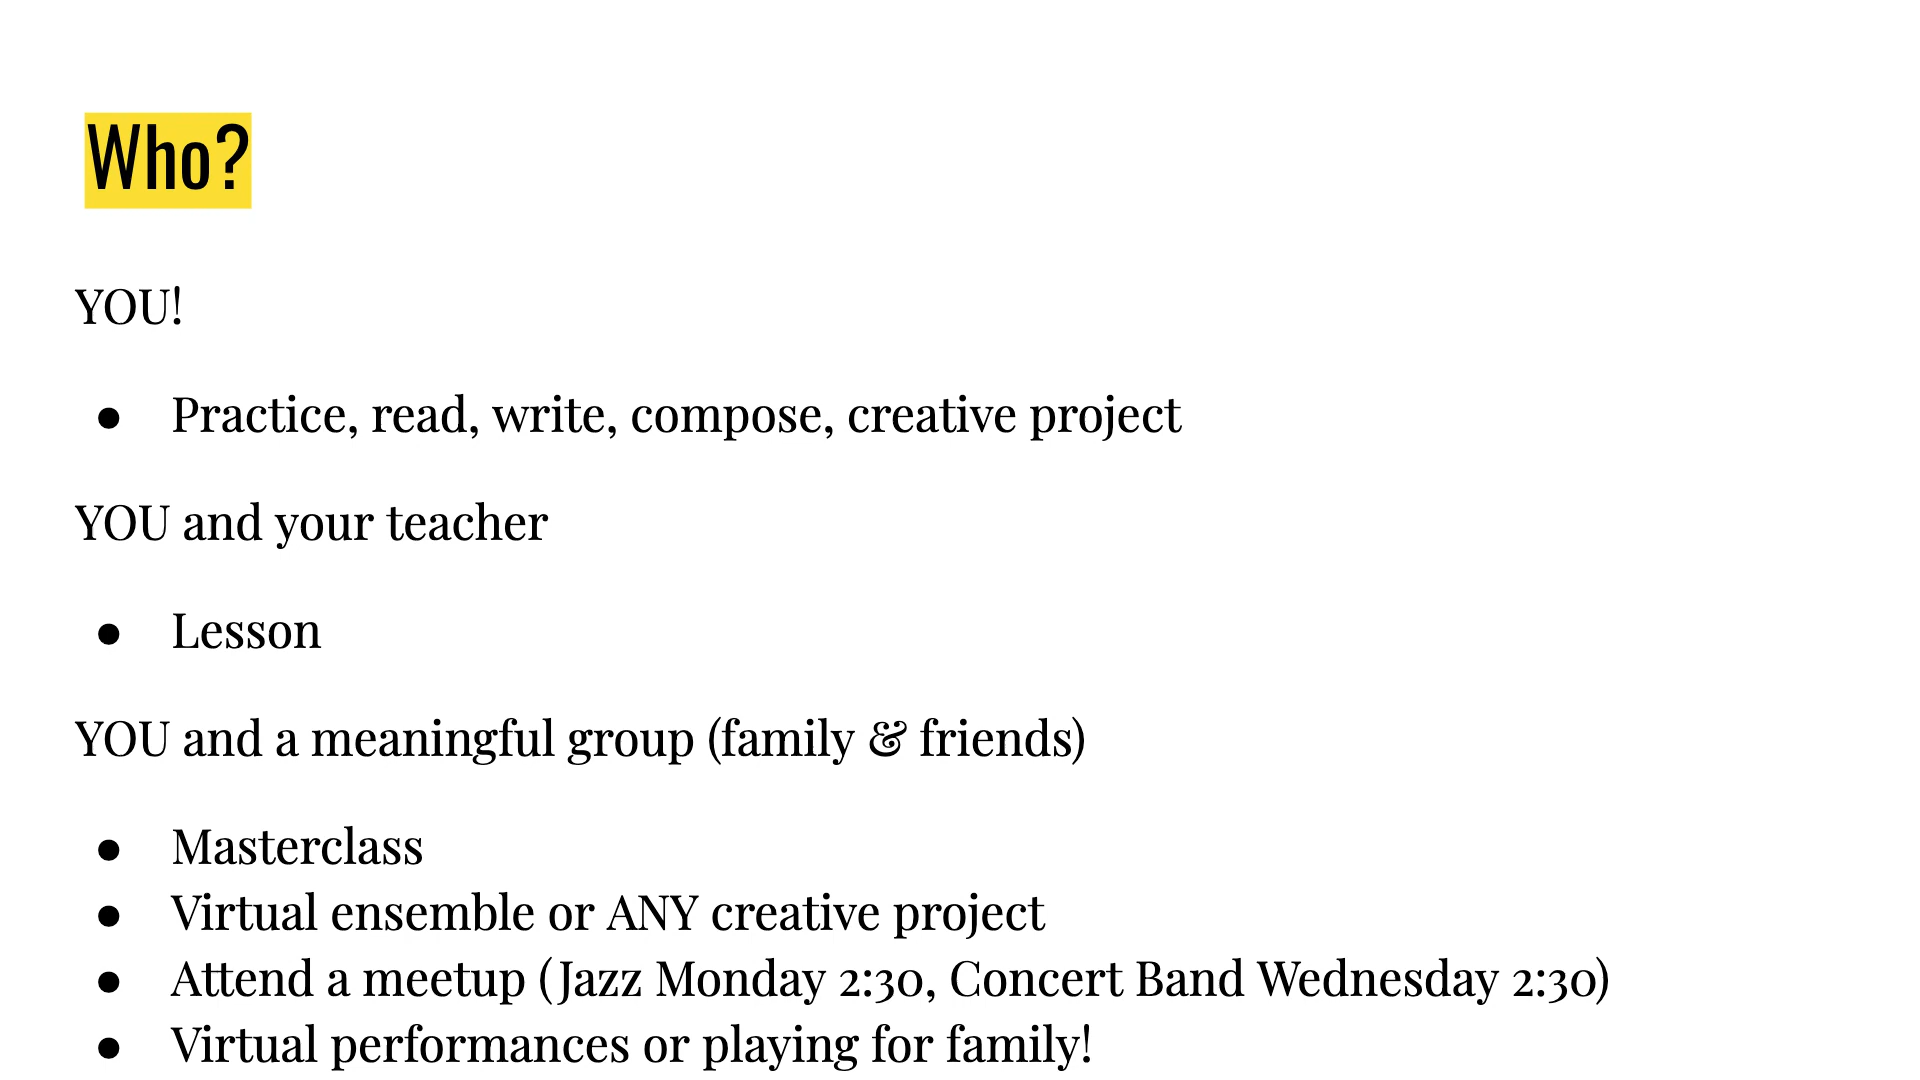 Who?
YOU!
● Practice, read, write, compose, creative project
YOU and your teacher
● Lesson
YOU and a meaningful group (family & friends)
● Masterclass
● Virtual ensemble or ANY creative project
● Attend a meetup (Jazz Monday 2:30, Concert Band Wednesday 2:30)
● Virtual performances or playing for family!